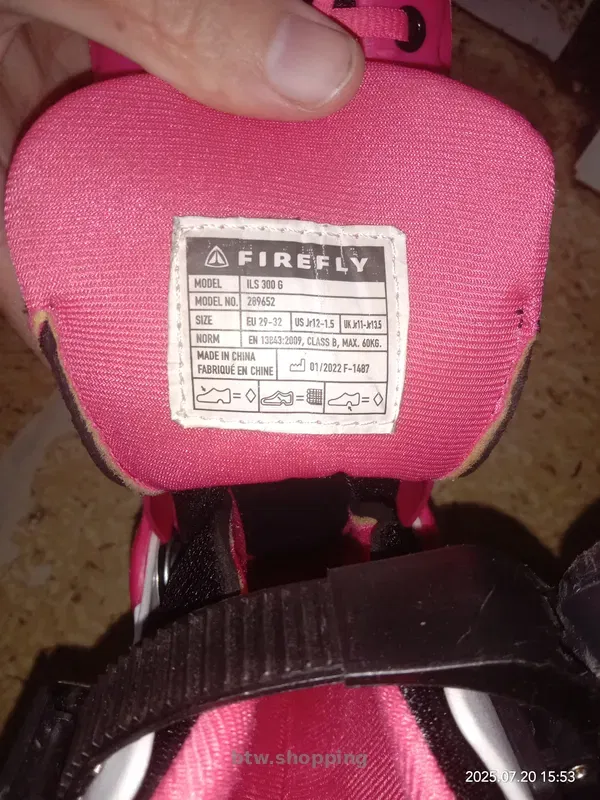 FIREFLY
MODEL ILS 300 G
MODEL NO. 289652
SIZE EU 29-32 US Jr12-1.5 UK Jr11-Jr13.5
NORM EN 13843:2009, CLASS B, MAX. 60KG.
MADE IN CHINA
FABRIQUÉ EN CHINE
01/2022 F-1487
btw.shopping
2025.07.20 15:53